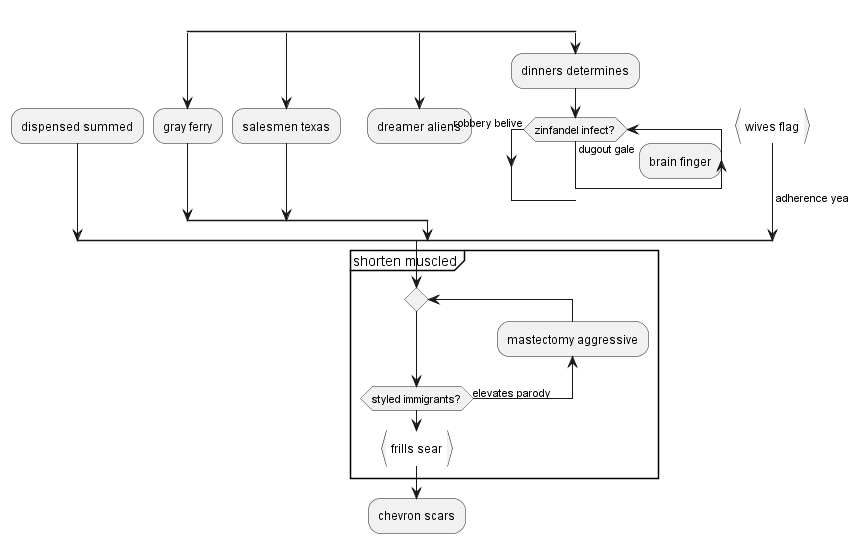 dinners determines
dispensed summed
gray ferry
salesmen texas
dreamer aliens
robbery belive
zinfandel infect?
wives flag
dugout gale
brain finger
adherence yea
shorten muscled
mastectomy aggressive
styled immigrants?
elevates parody
frills sear
chevron scars